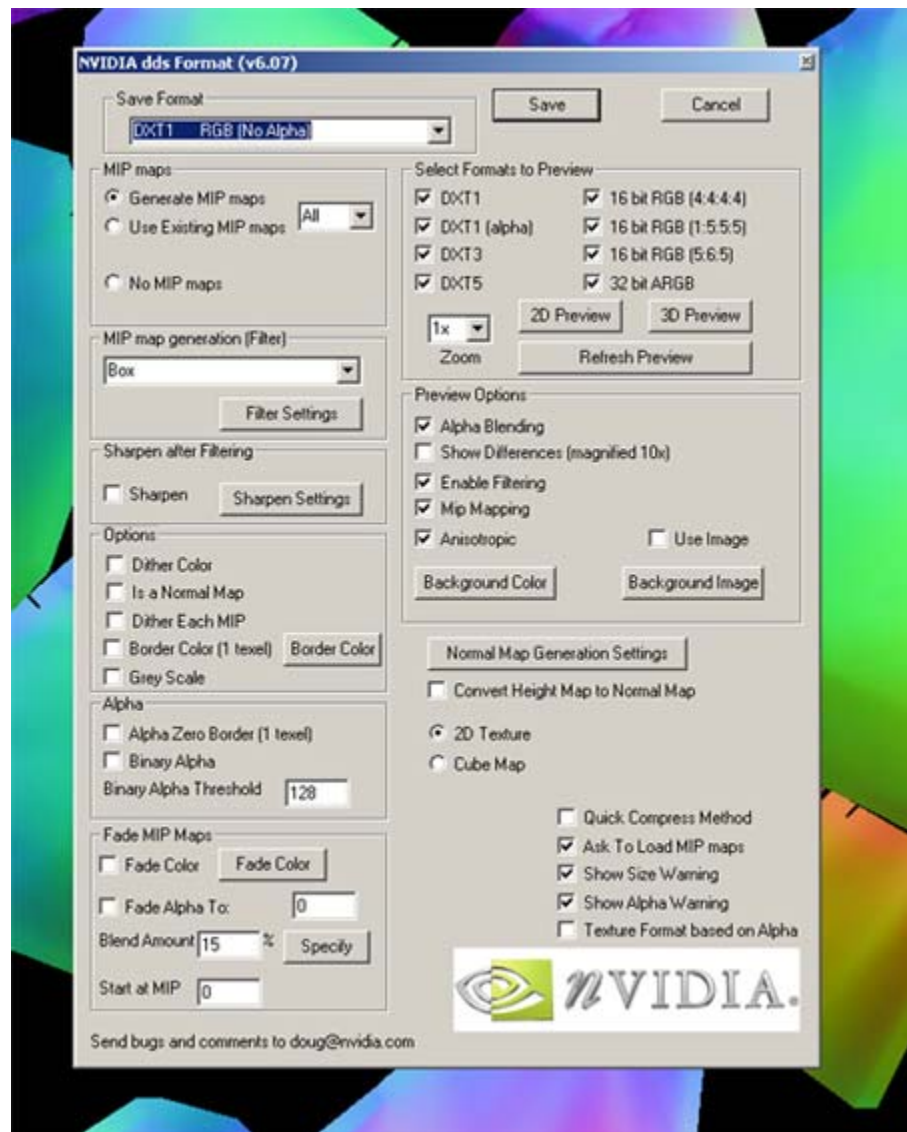 NVIDIA dds Format (v6.07)
Save Format
DXT1 RGB (No Alpha)
Save
Cancel
MIP maps
Generate MIP maps
Use Existing MIP maps
All
No MIP maps
MIP map generation (Filter)
Box
Filter Settings
Sharpen after Filtering
Sharpen
Sharpen Settings
Options
Dither Color
Is a Normal Map
Dither Each MIP
Border Color (1 texel)
Border Color
Grey Scale
Alpha
Alpha Zero Border (1 texel)
Binary Alpha
Binary Alpha Threshold
128
Fade MIP Maps
Fade Color
Fade Color
Fade Alpha To:
0
Blend Amount
15
%
Specify
Start at MIP
0
Send bugs and comments to doug@nvidia.com
Select Formats to Preview
DXT1
16 bit RGB (4:4:4:4)
DXT1 (alpha)
16 bit RGB (1:5:5:5)
DXT3
16 bit RGB (5:6:5)
DXT5
32 bit ARGB
1x
Zoom
2D Preview
3D Preview
Refresh Preview
Preview Options
Alpha Blending
Show Differences (magnified 10x)
Enable Filtering
Mip Mapping
Anisotropic
Use Image
Background Color
Background Image
Normal Map Generation Settings
Convert Height Map to Normal Map
2D Texture
Cube Map
Quick Compress Method
Ask To Load MIP maps
Show Size Warning
Show Alpha Warning
Texture Format based on Alpha
nVIDIA.